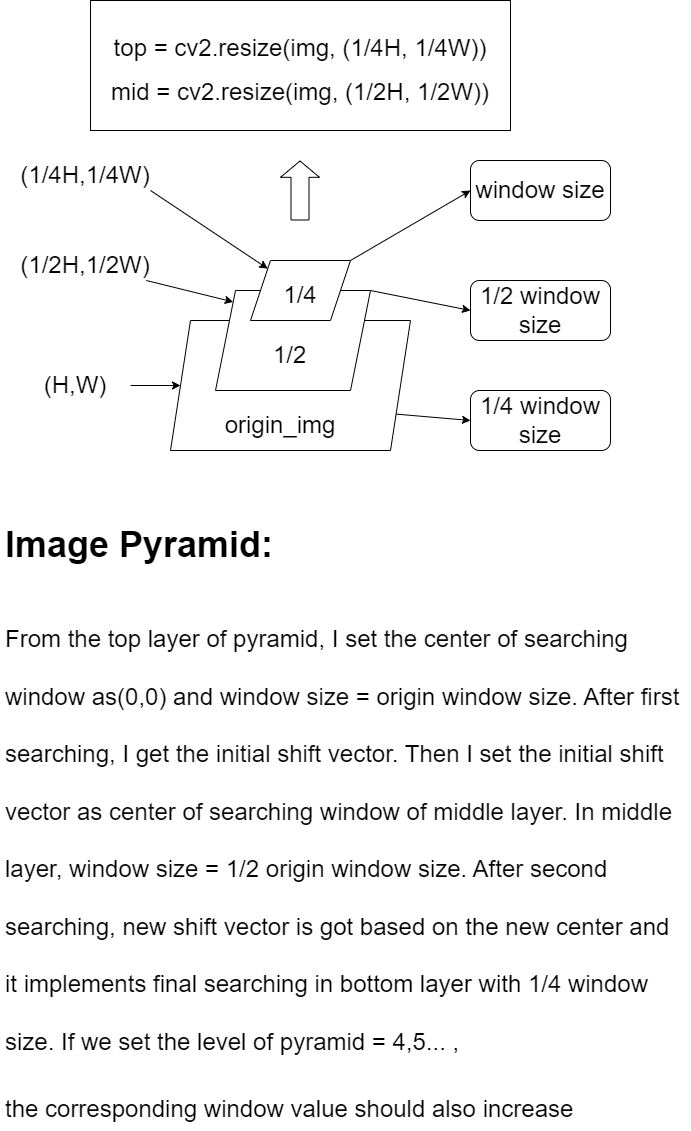 top = cv2.resize(img, (1/4H, 1/4W))
mid = cv2.resize(img, (1/2H, 1/2W))
(1/4H,1/4W)
window size
(1/2H,1/2W)
1/4
1/2 window
size
1/2
(H,W)
1/4 window
size
origin_img
Image Pyramid:
From the top layer of pyramid, I set the center of searching
window as(0,0) and window size = origin window size. After first
searching, I get the initial shift vector. Then I set the initial shift
vector as center of searching window of middle layer. In middle
layer, window size = 1/2 origin window size. After second
searching, new shift vector is got based on the new center and
it implements final searching in bottom layer with 1/4 window
size. If we set the level of pyramid = 4,5... ,
the corresponding window value should also increase